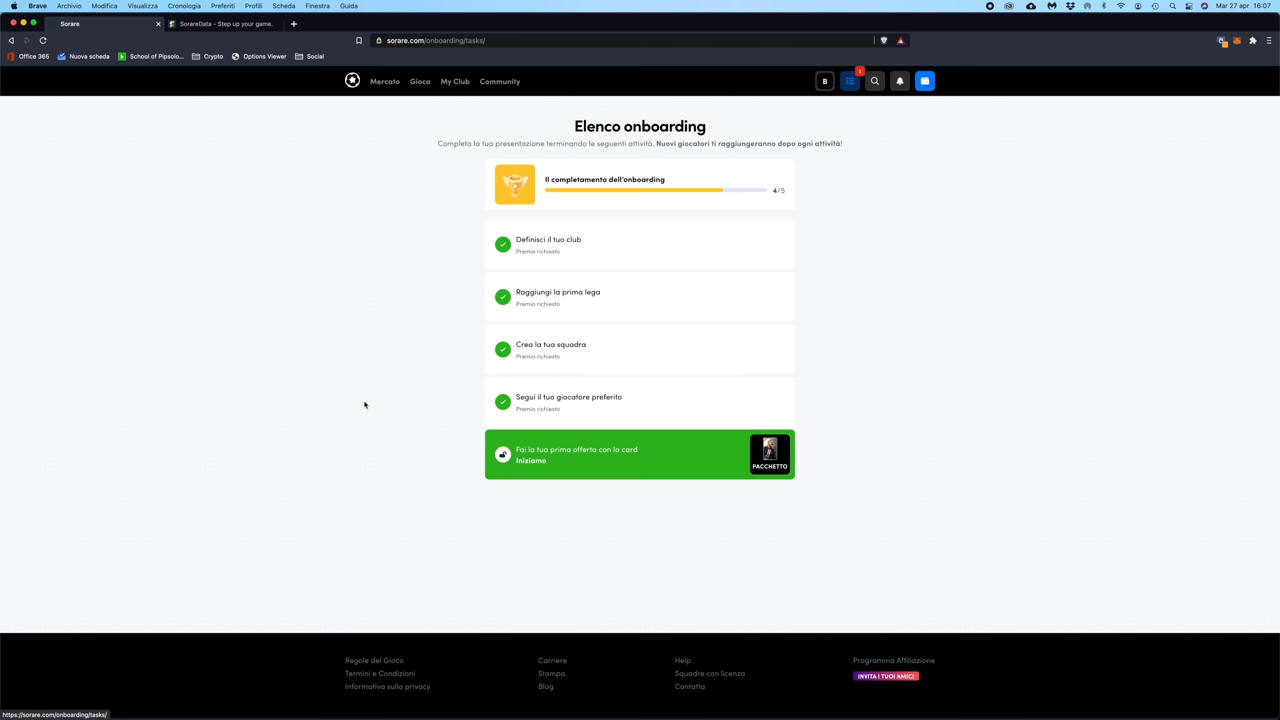 Brave Archivio Modifica Visualizza Cronologia Preferiti Profili Scheda Finestra Guida
Mar 27 apr 16:07
Sorare
SorareData - Step up your game.
sorare.com/onboarding/tasks/
Office 365
Nuova scheda
School of Pipsolo...
Crypto
Options Viewer
Social
Mercato
Gioca
My Club
Community
B
1
Elenco onboarding
Completa la tua presentazione terminando le seguenti attività. Nuovi giocatori ti raggiungeranno dopo ogni attività!
Il completamento dell'onboarding
4/5
Definisci il tuo club
Premio richiesto
Raggiungi la prima lega
Premio richiesto
Crea la tua squadra
Premio richiesto
Segui il tuo giocatore preferito
Premio richiesto
Fai la tua prima offerta con la card
Iniziamo
PACCHETTO
Regole del Gioco
Termini e Condizioni
Informativa sulla privacy
Carriere
Stampa
Blog
Help
Squadre con licenza
Contatta
Programma Affiliazione
INVITA I TUOI AMICI
https://sorare.com/onboarding/tasks/